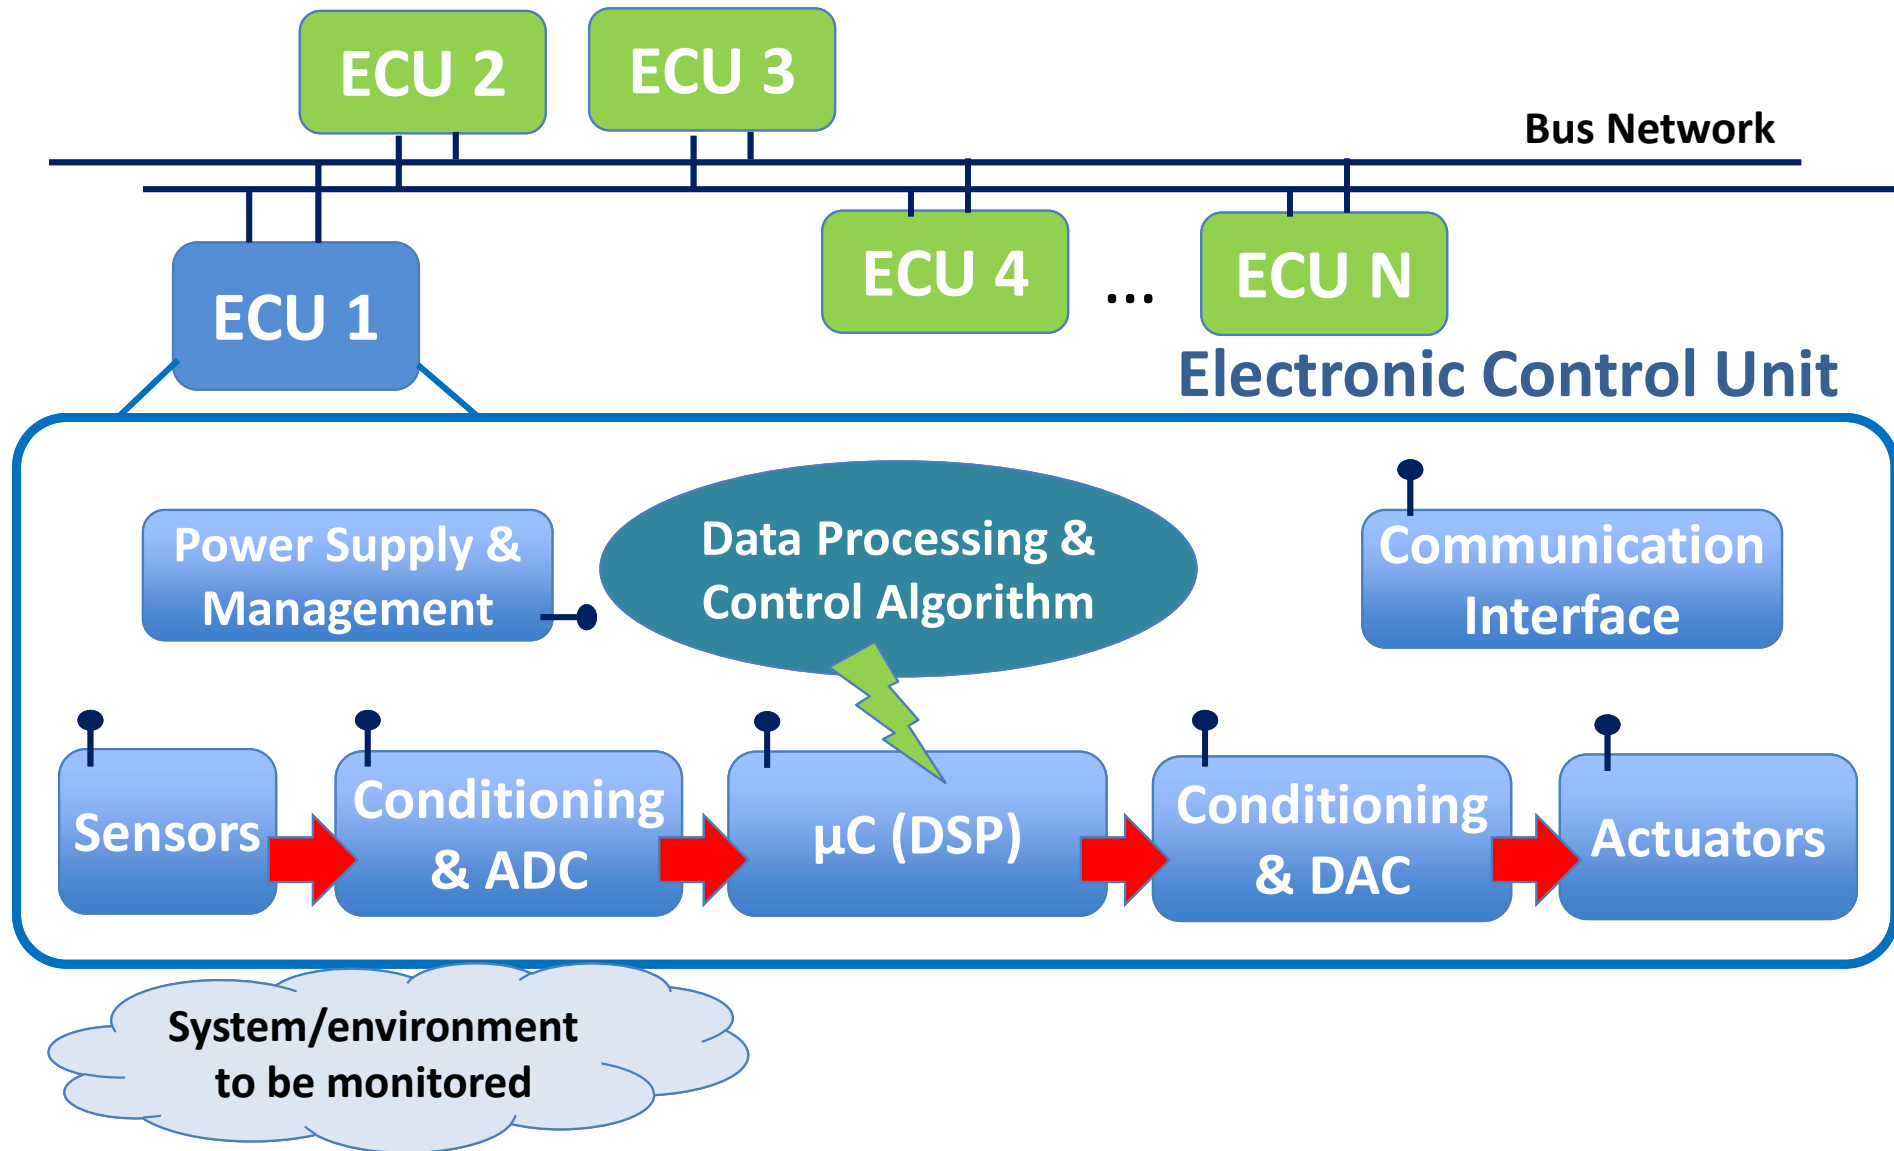 ECU 2
ECU 3
Bus Network
ECU 1
ECU 4
...
ECU N
Electronic Control Unit
Power Supply &
Management
Data Processing &
Control Algorithm
Communication
Interface
Sensors
Conditioning
& ADC
µC (DSP)
Conditioning
& DAC
Actuators
System/environment
to be monitored